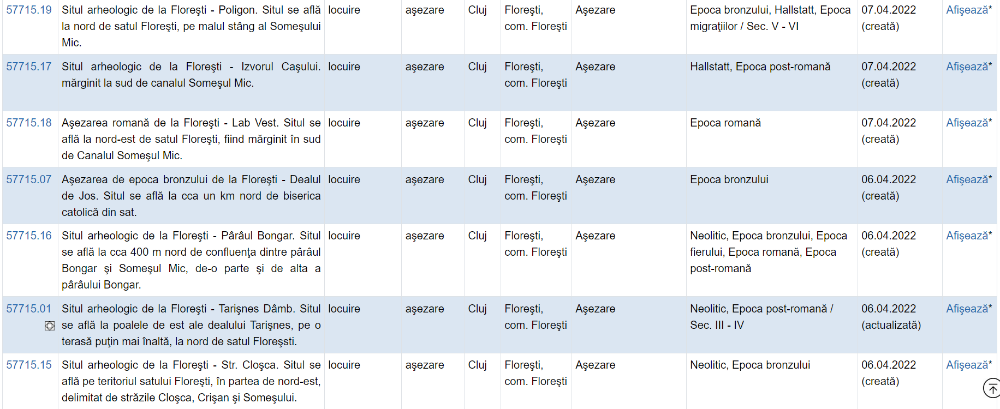 57715.19 Situl arheologic de la Floreşti - Poligon. Situl se află locuire aşezare Cluj Floreşti, Aşezare Epoca bronzului, Hallstatt, Epoca 07.04.2022 Afişează*
la nord de satul Floreşti, pe malul stâng al Someşului com. Floreşti migraţiilor / Sec. V - VI (creată)
Mic.
57715.17 Situl arheologic de la Floreşti - Izvorul Caşului. locuire aşezare Cluj Floreşti, Aşezare Hallstatt, Epoca post-romană 07.04.2022 Afişează*
mărginit la sud de canalul Someşul Mic. com. Floreşti (creată)
57715.18 Aşezarea romană de la Floreşti - Lab Vest. Situl se locuire aşezare Cluj Floreşti, Aşezare Epoca romană 07.04.2022 Afişează*
află la nord-est de satul Floreşti, fiind mărginit în sud com. Floreşti (creată)
de Canalul Someşul Mic.
57715.07 Aşezarea de epoca bronzului de la Floreşti - Dealul locuire aşezare Cluj Floreşti, Aşezare Epoca bronzului 06.04.2022 Afişează*
de Jos. Situl se află la cca un km nord de biserica com. Floreşti (creată)
catolică din sat.
57715.16 Situl arheologic de la Floreşti - Pârâul Bongar. Situl locuire aşezare Cluj Floreşti, Aşezare Neolitic, Epoca bronzului, Epoca 06.04.2022 Afişează*
se află la cca 400 m nord de confluenţa dintre pârâul com. Floreşti fierului, Epoca romană, Epoca (creată)
Bongar şi Someşul Mic, de-o parte şi de alta a post-romană
pârâului Bongar.
57715.01 Situl arheologic de la Floreşti - Tarişnes Dâmb. Situl locuire aşezare Cluj Floreşti, Aşezare Neolitic, Epoca post-romană / 06.04.2022 Afişează*
se află la poalele de est ale dealului Tarişnes, pe o com. Floreşti Sec. III - IV (actualizată)
terasă puţin mai înaltă, la nord de satul Floreşsti.
57715.15 Situl arheologic de la Floreşti - Str. Cloşca. Situl se locuire aşezare Cluj Floreşti, Aşezare Neolitic, Epoca bronzului 06.04.2022 Afişează*
află pe teritoriul satului Floreşti, în partea de nord-est, com. Floreşti (creată)
delimitat de străzile Cloşca, Crişan şi Someşului.